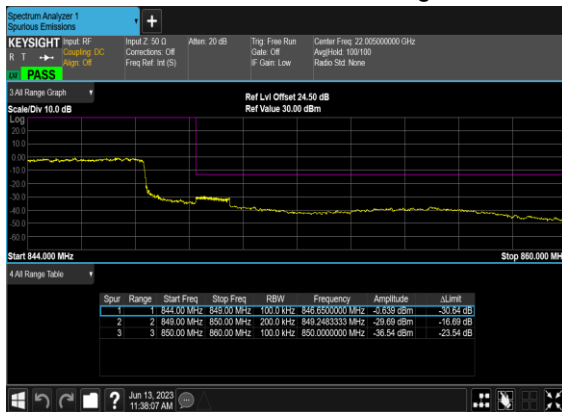 Spectrum Analyzer 1
Spurious Emissions
KEYSIGHT Input: RF Input Z: 50 Ω Atten: 20 dB Trig: Free Run Center Freq: 22.005000000 GHz
R T Coupling: DC Corrections: Off Gate: Off Avg|Hold: 100/100
Align: Off Freq Ref: Int (S) IF Gain: Low Radio Std: None
PASS
3 All Range Graph
Ref Lvl Offset 24.50 dB
Scale/Div 10.0 dB Ref Value 30.00 dBm
Log
20.0
10.0
0.00
-10.0
-20.0
-30.0
-40.0
-50.0
-60.0
Start 844.000 MHz Stop 860.000 MH
4 All Range Table
Spur Range Start Freq Stop Freq RBW Frequency Amplitude ΔLimit
1 1 844.00 MHz 849.00 MHz 100.0 kHz 846.6500000 MHz -0.639 dBm -30.64 dB
2 2 849.00 MHz 850.00 MHz 200.0 kHz 849.2483333 MHz -29.69 dBm -16.69 dB
3 3 850.00 MHz 860.00 MHz 100.0 kHz 850.0000000 MHz -36.54 dBm -23.54 dB
? Jun 13, 2023
11:38:07 AM